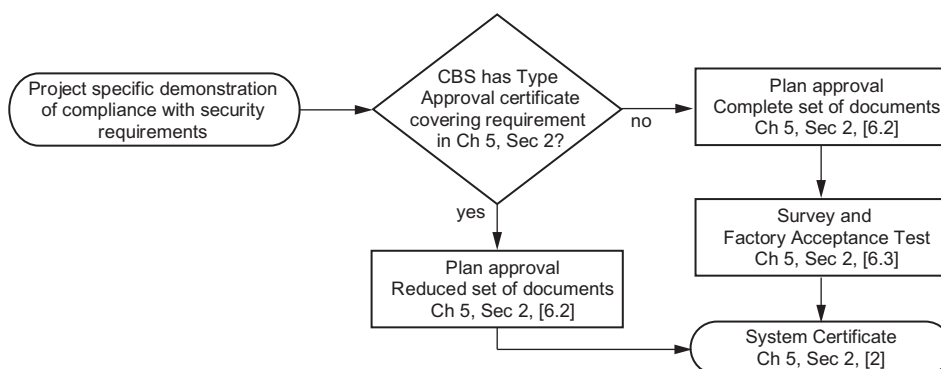 Project specific demonstration
of compliance with security
requirements
CBS has Type
Approval certificate
covering requirement
in Ch 5, Sec 2?
no
Plan approval
Complete set of documents
Ch 5, Sec 2, [6.2]
yes
Survey and
Factory Acceptance Test
Ch 5, Sec 2, [6.3]
Plan approval
Reduced set of documents
Ch 5, Sec 2, [6.2]
System Certificate
Ch 5, Sec 2, [2]